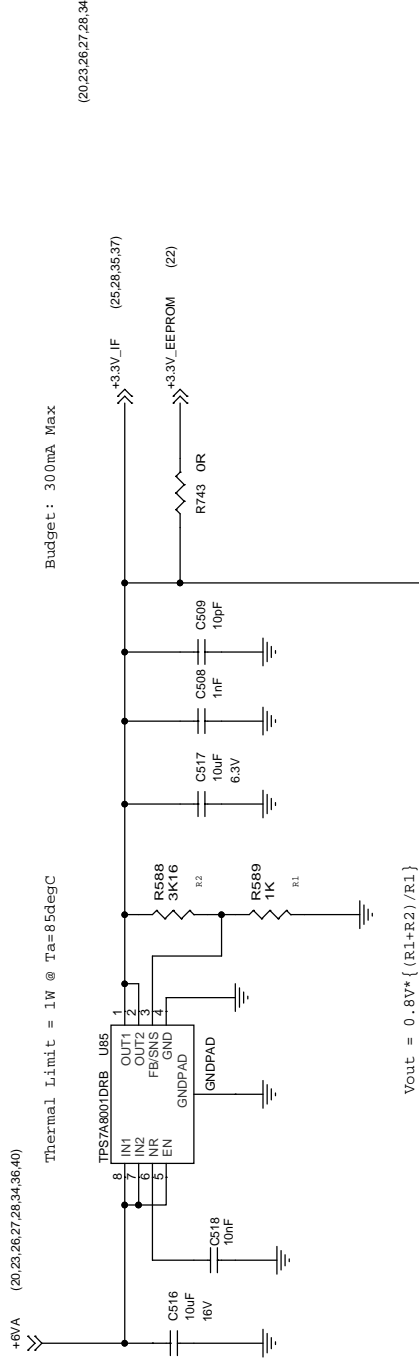 +6VA
(20,23,26,27,28,34,36,40)
Thermal Limit = 1W @ Ta=85degC
Budget: 300mA Max
(20,23,26,27,28,34
C516
10uF
16V
C518
10nF
TPS7A8001DRB
U85
8
7
6
5
IN1
IN2
NR
EN
OUT1
OUT2
FB/SNS
GND
GNDPAD
1
2
3
4
GNDPAD
R588
3K16
R2
R589
1K
R1
C517
10uF
6.3V
C508
1nF
C509
10pF
R743
0R
+3.3V_IF
(25,28,35,37)
+3.3V_EEPROM
(22)
Vout = 0.8V*{(R1+R2)/R1}